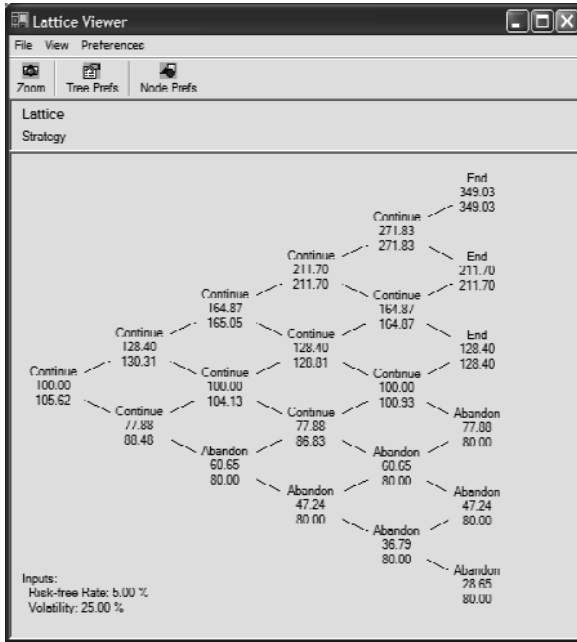 Lattice Viewer
File View Preferences
Zoom Tree Prefs Node Prefs
Lattice
Strategy
Continue
100.00
105.62
Continue
128.40
130.31
Continue
77.88
88.48
Continue
164.87
165.05
Continue
100.00
104.13
Abandon
60.65
80.00
Continue
211.70
211.70
Continue
128.40
128.81
Continue
77.88
86.83
Abandon
47.24
80.00
Continue
271.83
271.83
Continue
164.87
164.87
Continue
100.00
100.93
Abandon
60.65
80.00
Abandon
36.79
80.00
End
349.03
349.03
End
211.70
211.70
End
128.40
128.40
Abandon
77.88
80.00
Abandon
47.24
80.00
Abandon
28.65
80.00
Inputs:
Risk-free Rate: 5.00 %
Volatility: 25.00 %